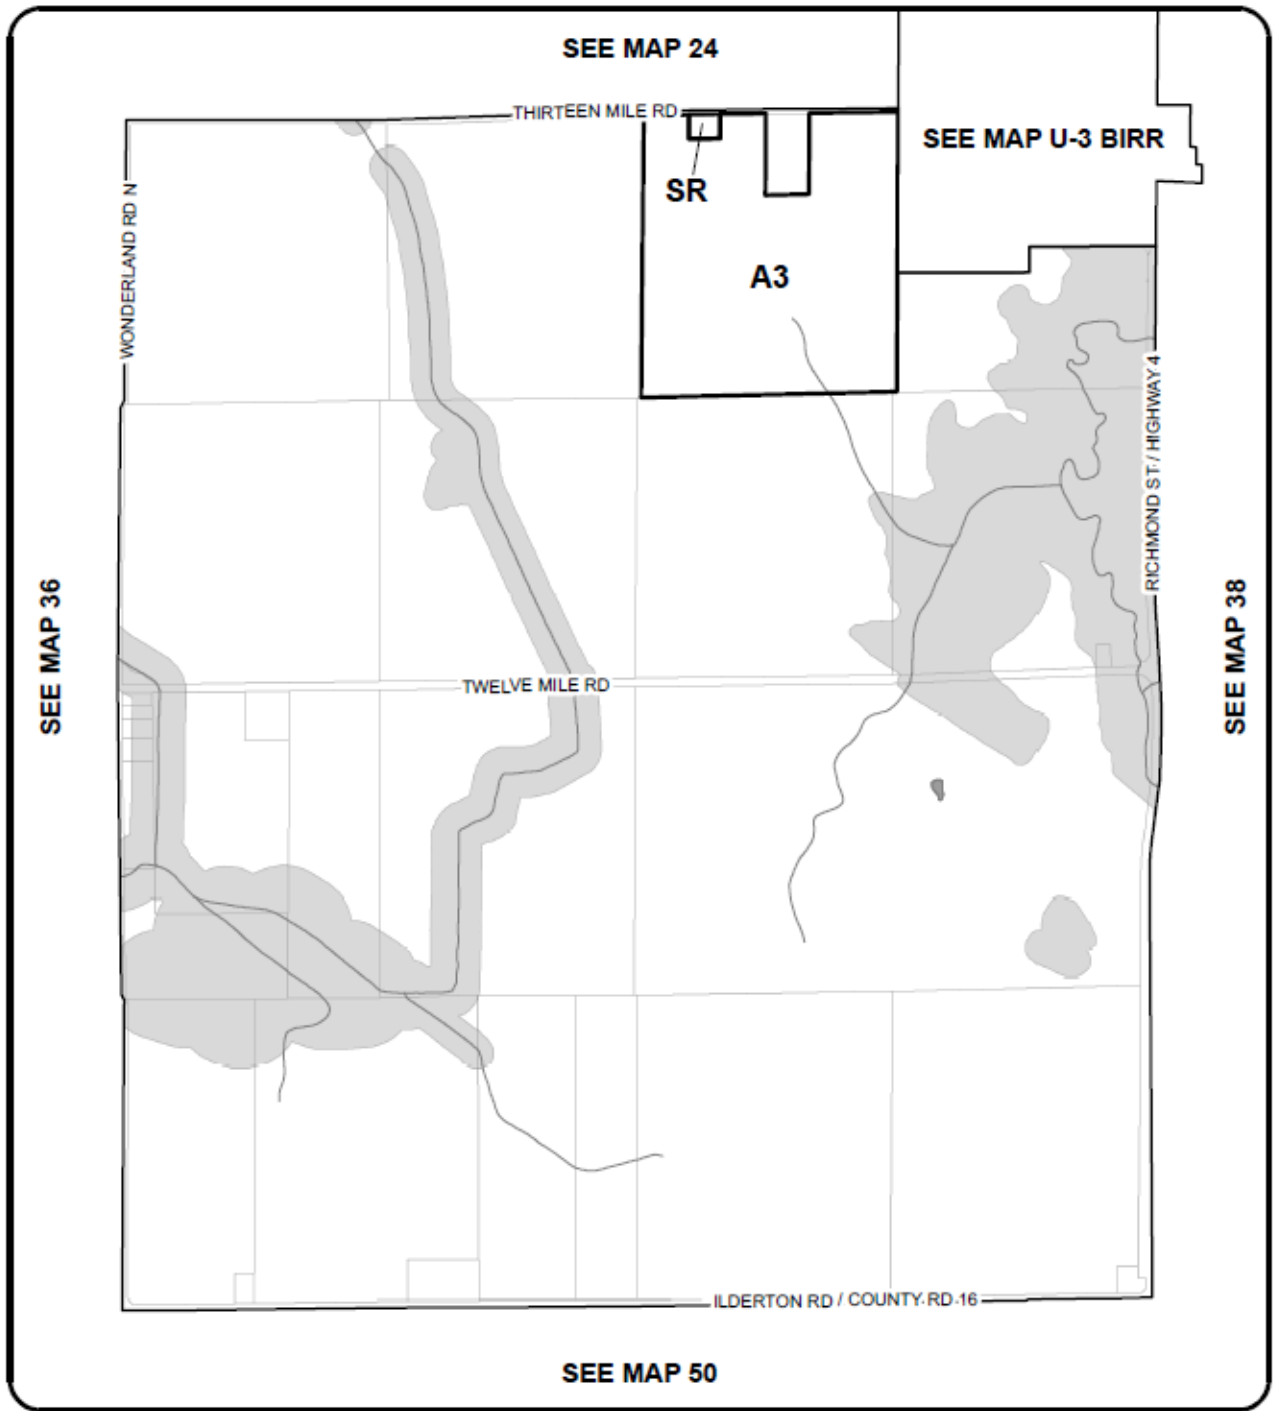 SEE MAP 24
THIRTEEN MILE RD
SEE MAP U-3 BIRR
SR
WONDERLAND RD N
A3
RICHMOND ST / HIGHWAY 4
SEE MAP 36
SEE MAP 38
TWELVE MILE RD
ILDERTON RD / COUNTY RD 16
SEE MAP 50